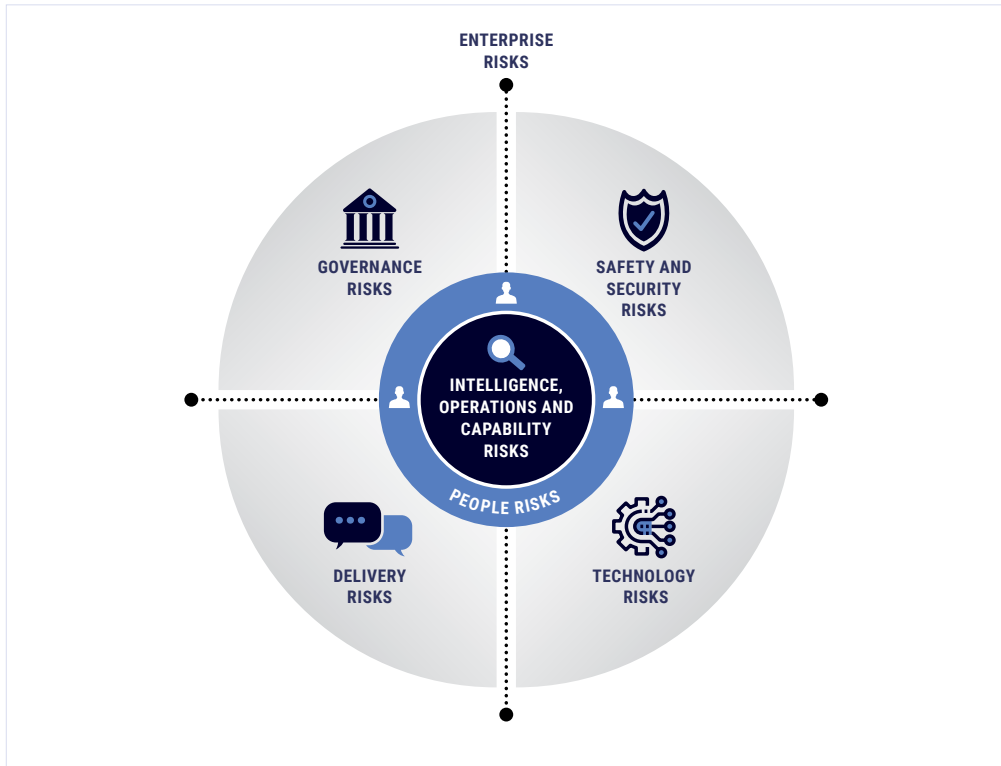 ENTERPRISE
RISKS
GOVERNANCE
RISKS
SAFETY AND
SECURITY
RISKS
INTELLIGENCE,
OPERATIONS AND
CAPABILITY
RISKS
PEOPLE RISKS
DELIVERY
RISKS
TECHNOLOGY
RISKS